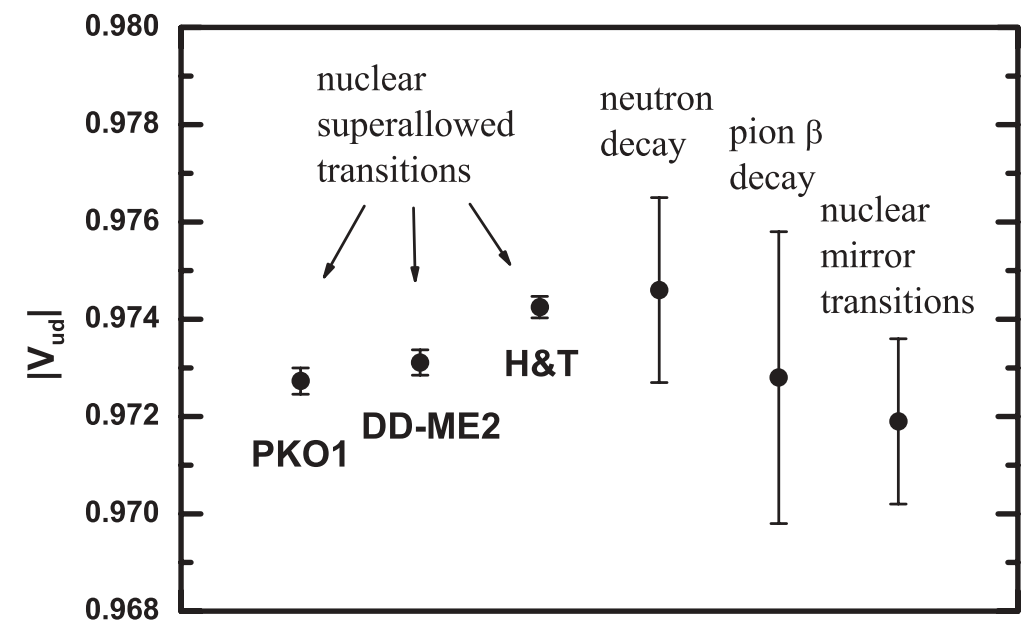 0.980
0.978
0.976
0.974
0.972
0.970
0.968
|Vud|
nuclear
superallowed
transitions
neutron
decay
pion β
decay
nuclear
mirror
transitions
PKO1
DD-ME2
H&T